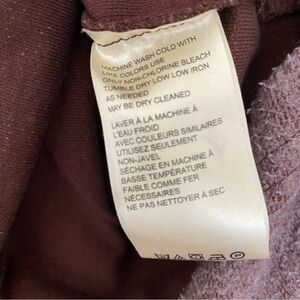 MACHINE WASH COLD WITH
LIKE COLORS USE
ONLY NON-CHLORINE BLEACH
TUMBLE DRY LOW LOW IRON
AS NEEDED
MAY BE DRY CLEANED
LAVER À LA MACHINE À
L'EAU FROID
AVEC COULEURS SIMILAIRES
UTILISEZ SEULEMENT
NON-JAVEL
SÉCHAGE EN MACHINE À
BASSE TEMPÉRATURE
FAIBLE COMME FER
NÉCESSAIRES
NE PAS NETTOYER À SEC